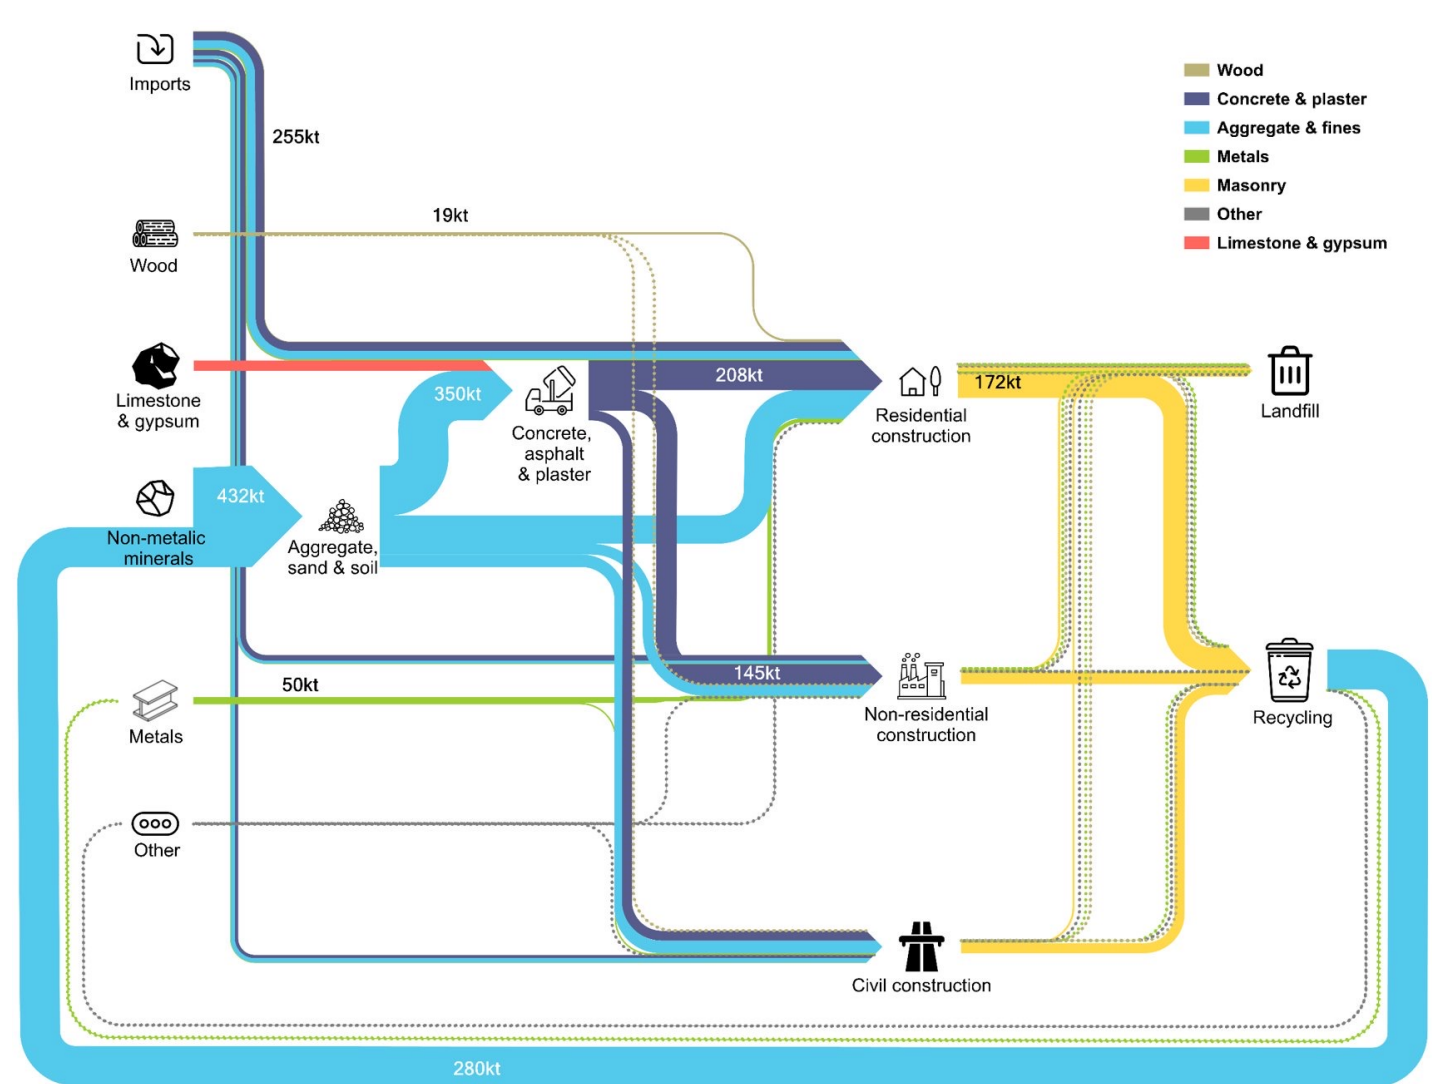 Imports
255kt
Wood
Concrete & plaster
Aggregate & fines
Metals
Masonry
Other
Limestone & gypsum
19kt
Wood
Limestone
& gypsum
350kt
Concrete,
asphalt
& plaster
208kt
Residential
construction
172kt
Landfill
432kt
Non-metalic
minerals
Aggregate,
sand & soil
50kt
Metals
145kt
Non-residential
construction
Recycling
Other
Civil construction
280kt